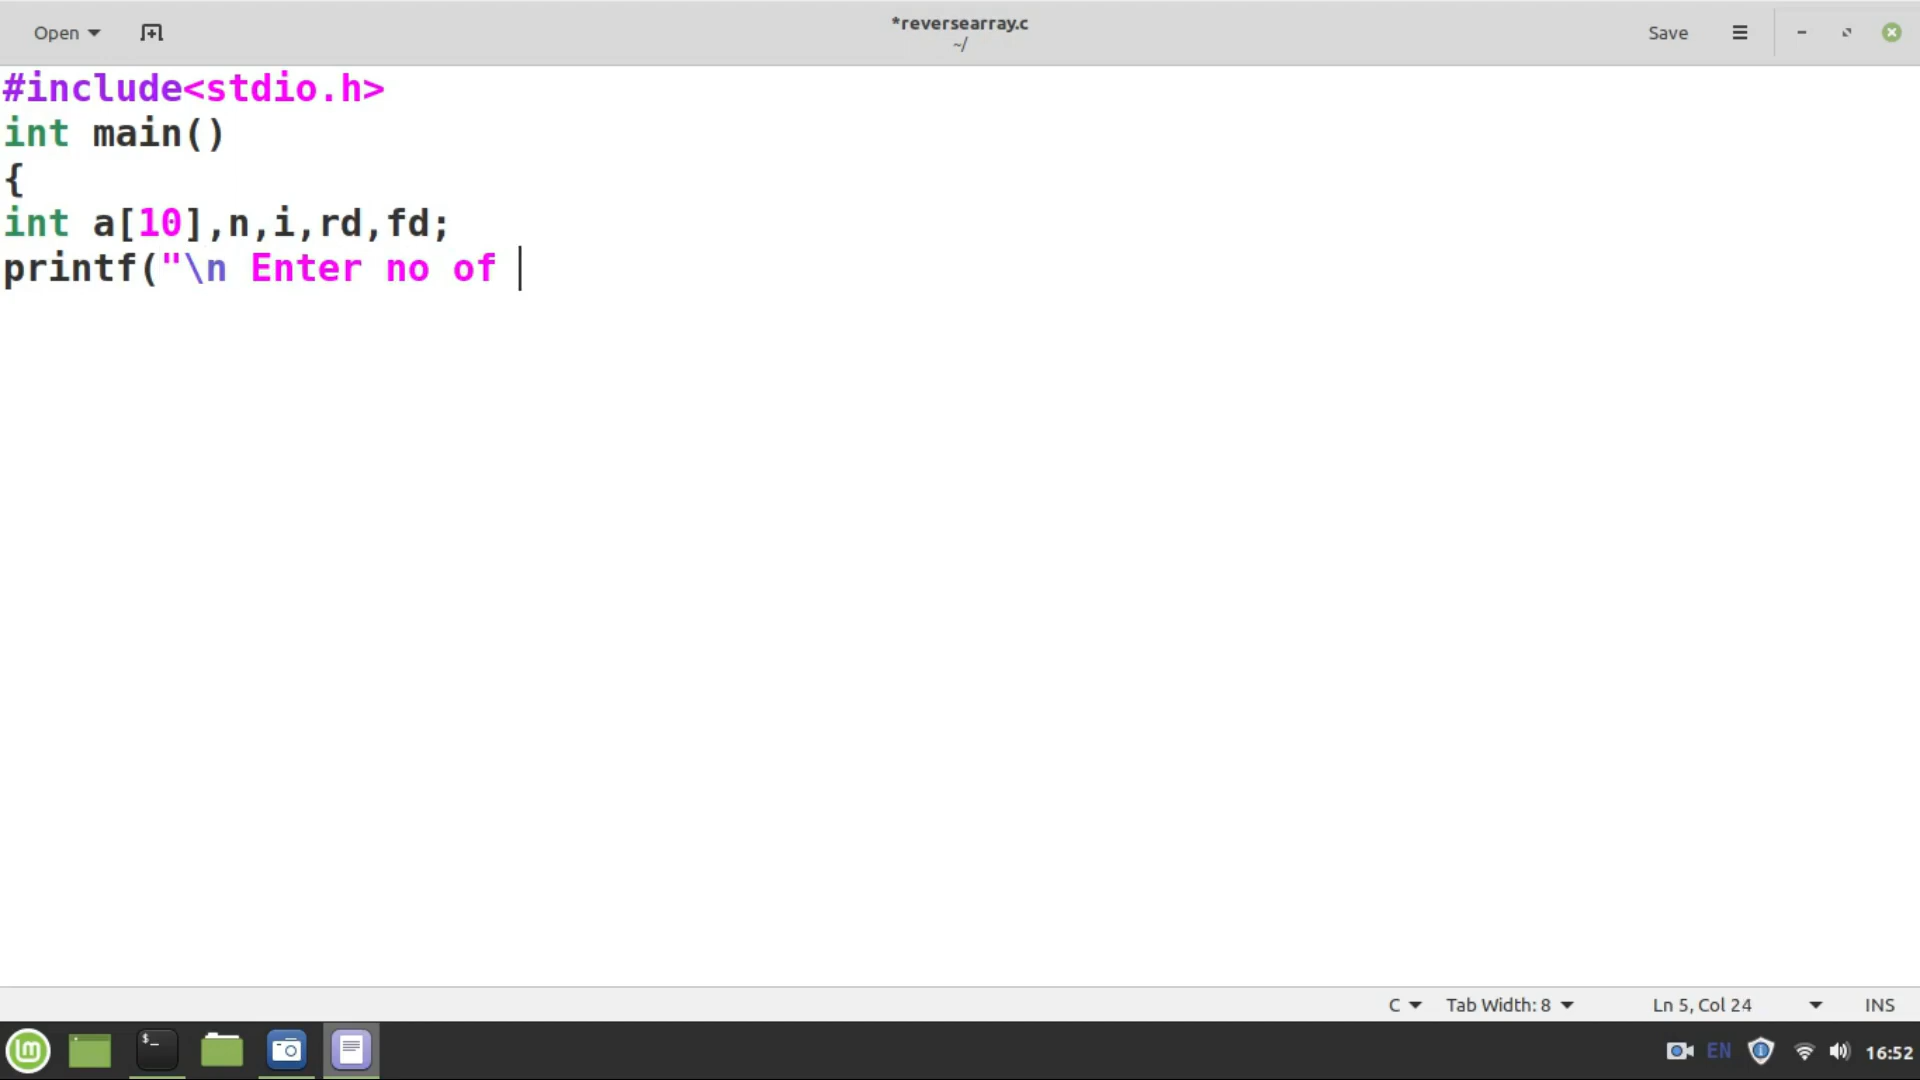 Open
*reversearray.c
~/
Save
#include<stdio.h>
int main()
{
int a[10],n,i,rd,fd;
printf("\n Enter no of
C
Tab Width: 8
Ln 5, Col 24
INS
$_
EN
16:52